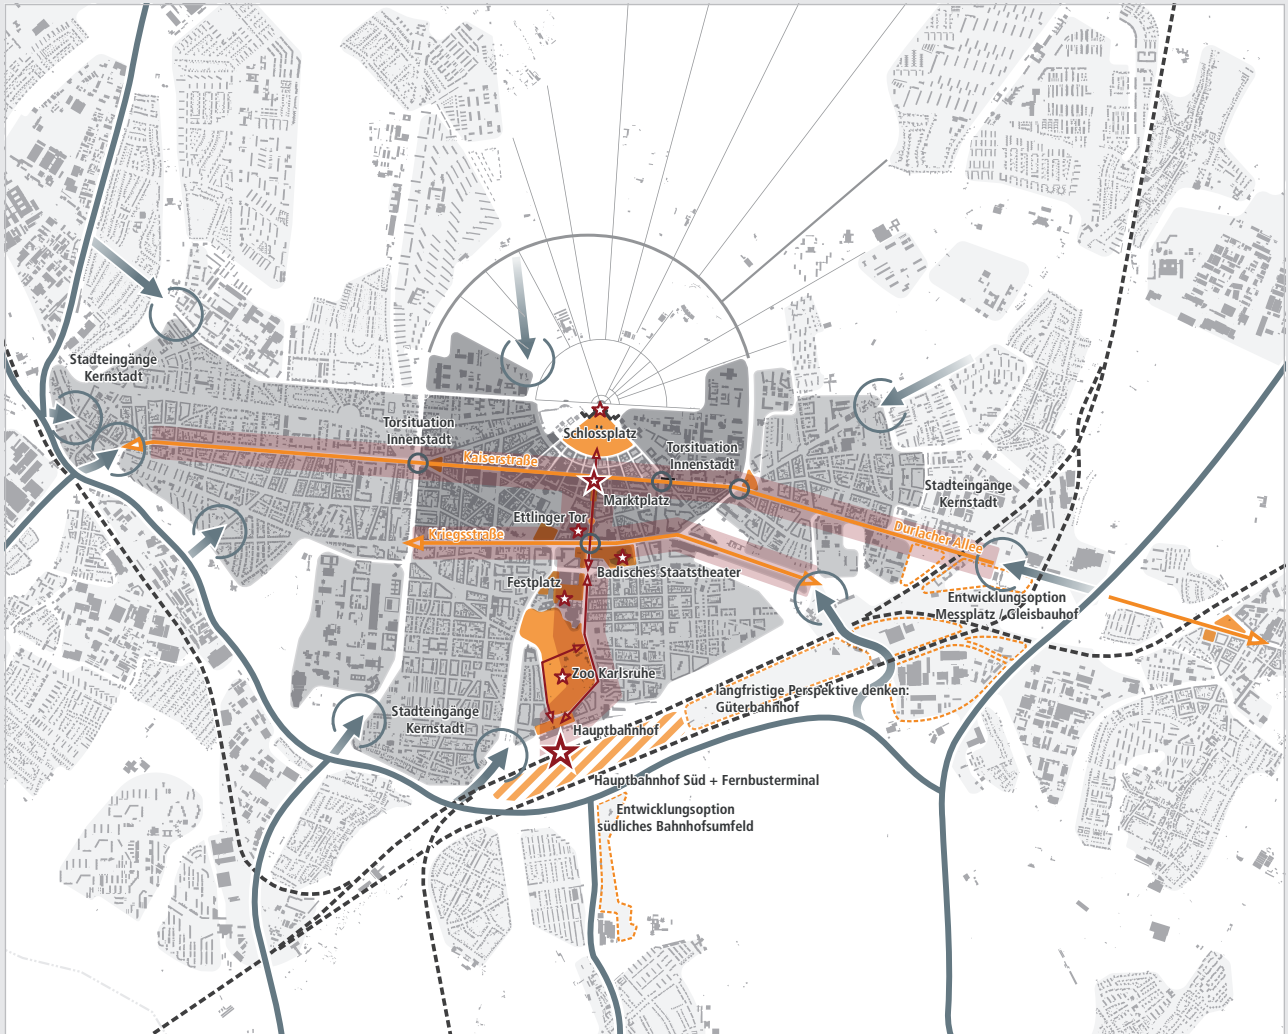 Stadteingänge
Kernstadt
Torsituation
Innenstadt
Schlossplatz
Kaiserstraße
Torsituation
Innenstadt
Marktplatz
Stadteingänge
Kernstadt
Ettlinger Tor
Kriegsstraße
Durlacher Allee
Badisches Staatstheater
Festplatz
Entwicklungsoption
Messplatz / Gleisbauhof
Zoo Karlsruhe
langfristige Perspektive denken:
Güterbahnhof
Stadteingänge
Kernstadt
Hauptbahnhof
Hauptbahnhof Süd + Fernbusterminal
Entwicklungsoption
südliches Bahnhofsumfeld